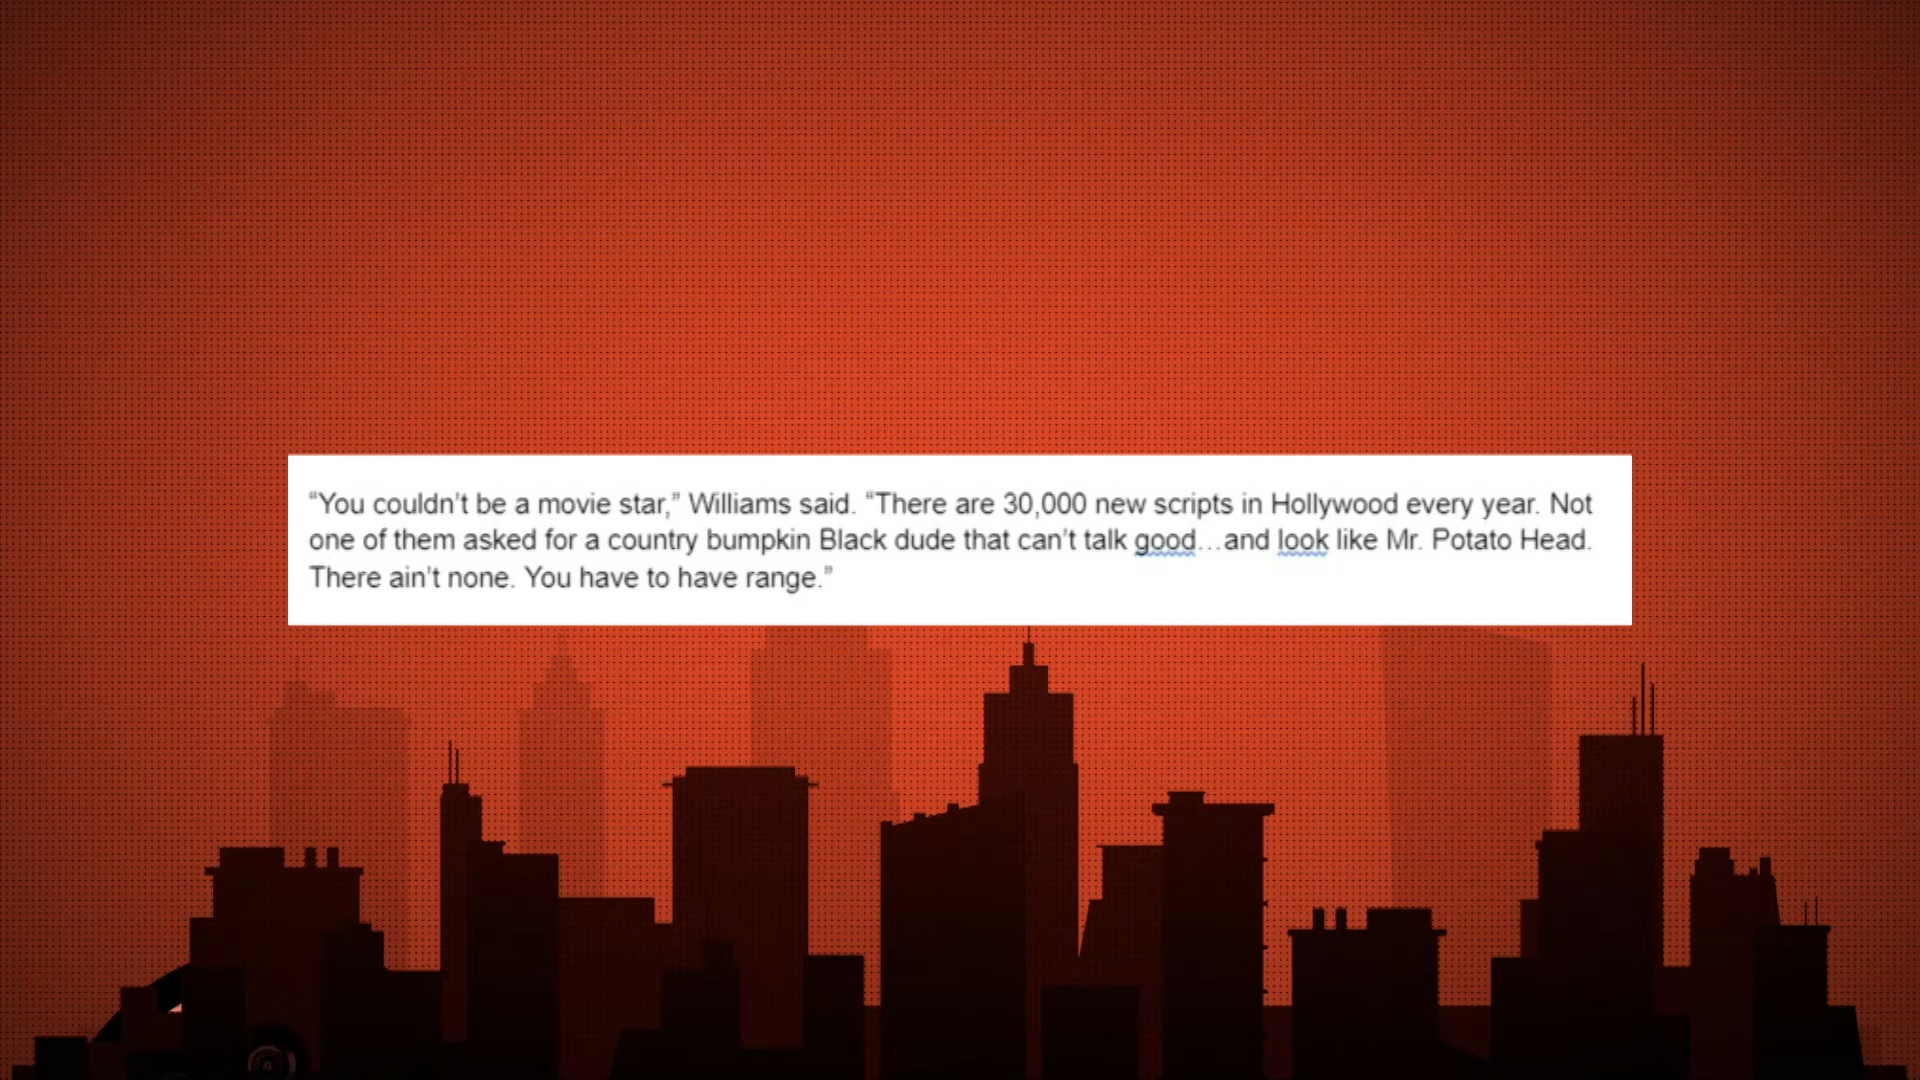 “You couldn’t be a movie star,” Williams said. “There are 30,000 new scripts in Hollywood every year. Not
one of them asked for a country bumpkin Black dude that can’t talk good…and look like Mr. Potato Head.
There ain’t none. You have to have range.”